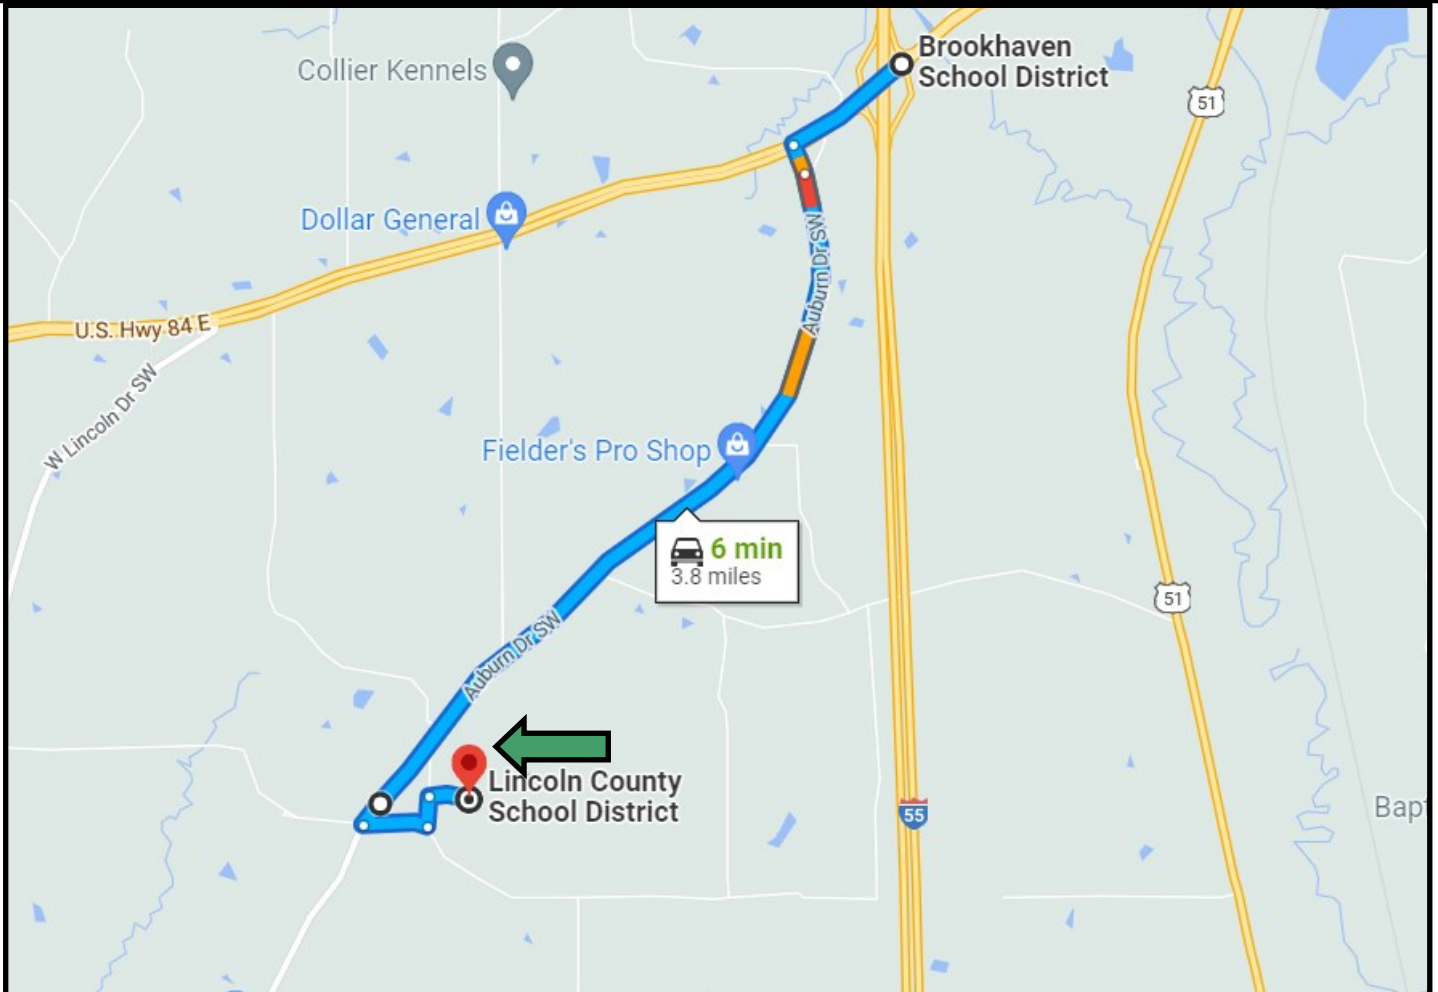 Brookhaven
School District
Collier Kennels
51
Dollar General
Auburn Dr SW
U.S. Hwy 84 E
W Lincoln Dr SW
Fielder's Pro Shop
6 min
3.8 miles
51
Auburn Dr SW
Lincoln County
School District
55
Bapt